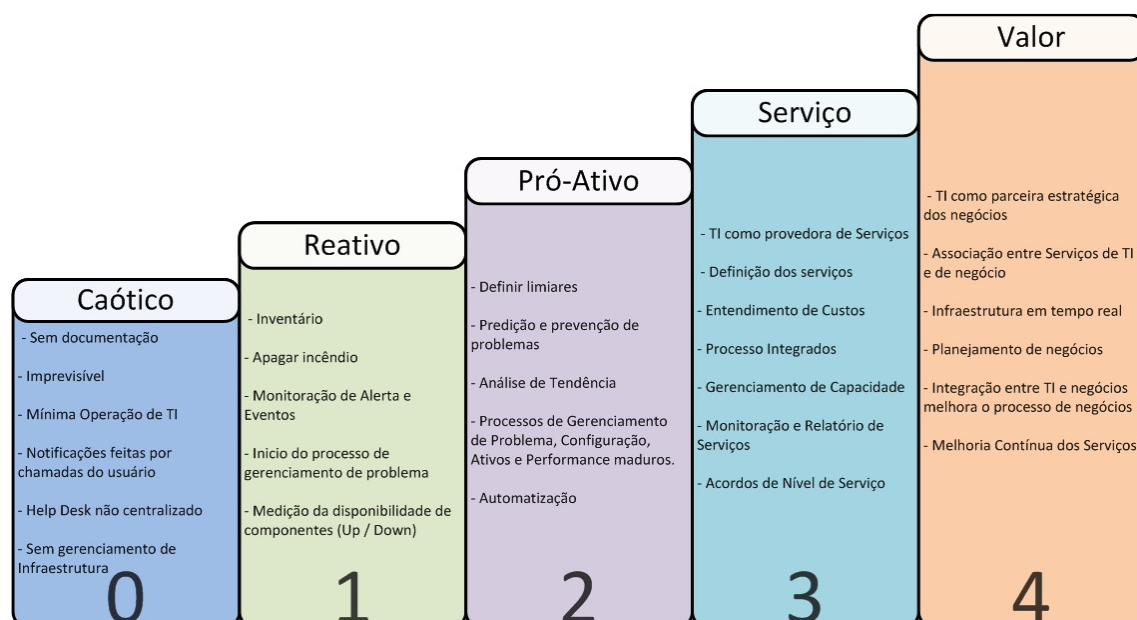 Caótico
- Sem documentação
- Imprevisível
- Mínima Operação de TI
- Notificações feitas por
chamadas do usuário
- Help Desk não centralizado
- Sem gerenciamento de
Infraestrutura
0
Reativo
- Inventário
- Apagar incêndio
- Monitoração de Alerta e
Eventos
- Inicio do processo de
gerenciamento de problema
- Medição da disponibilidade de
componentes (Up / Down)
1
Pró-Ativo
- Definir limiares
- Predição e prevenção de
problemas
- Análise de Tendência
- Processos de Gerenciamento
de Problema, Configuração,
Ativos e Performance maduros.
- Automatização
2
Serviço
- TI como provedora de Serviços
- Definição dos serviços
- Entendimento de Custos
- Processo Integrados
- Gerenciamento de Capacidade
- Monitoração e Relatório de
Serviços
- Acordos de Nível de Serviço
3
Valor
- TI como parceira estratégica
dos negócios
- Associação entre Serviços de TI
e de negócio
- Infraestrutura em tempo real
- Planejamento de negócios
- Integração entre TI e negócios
melhora o processo de negócios
- Melhoria Contínua dos Serviços
4